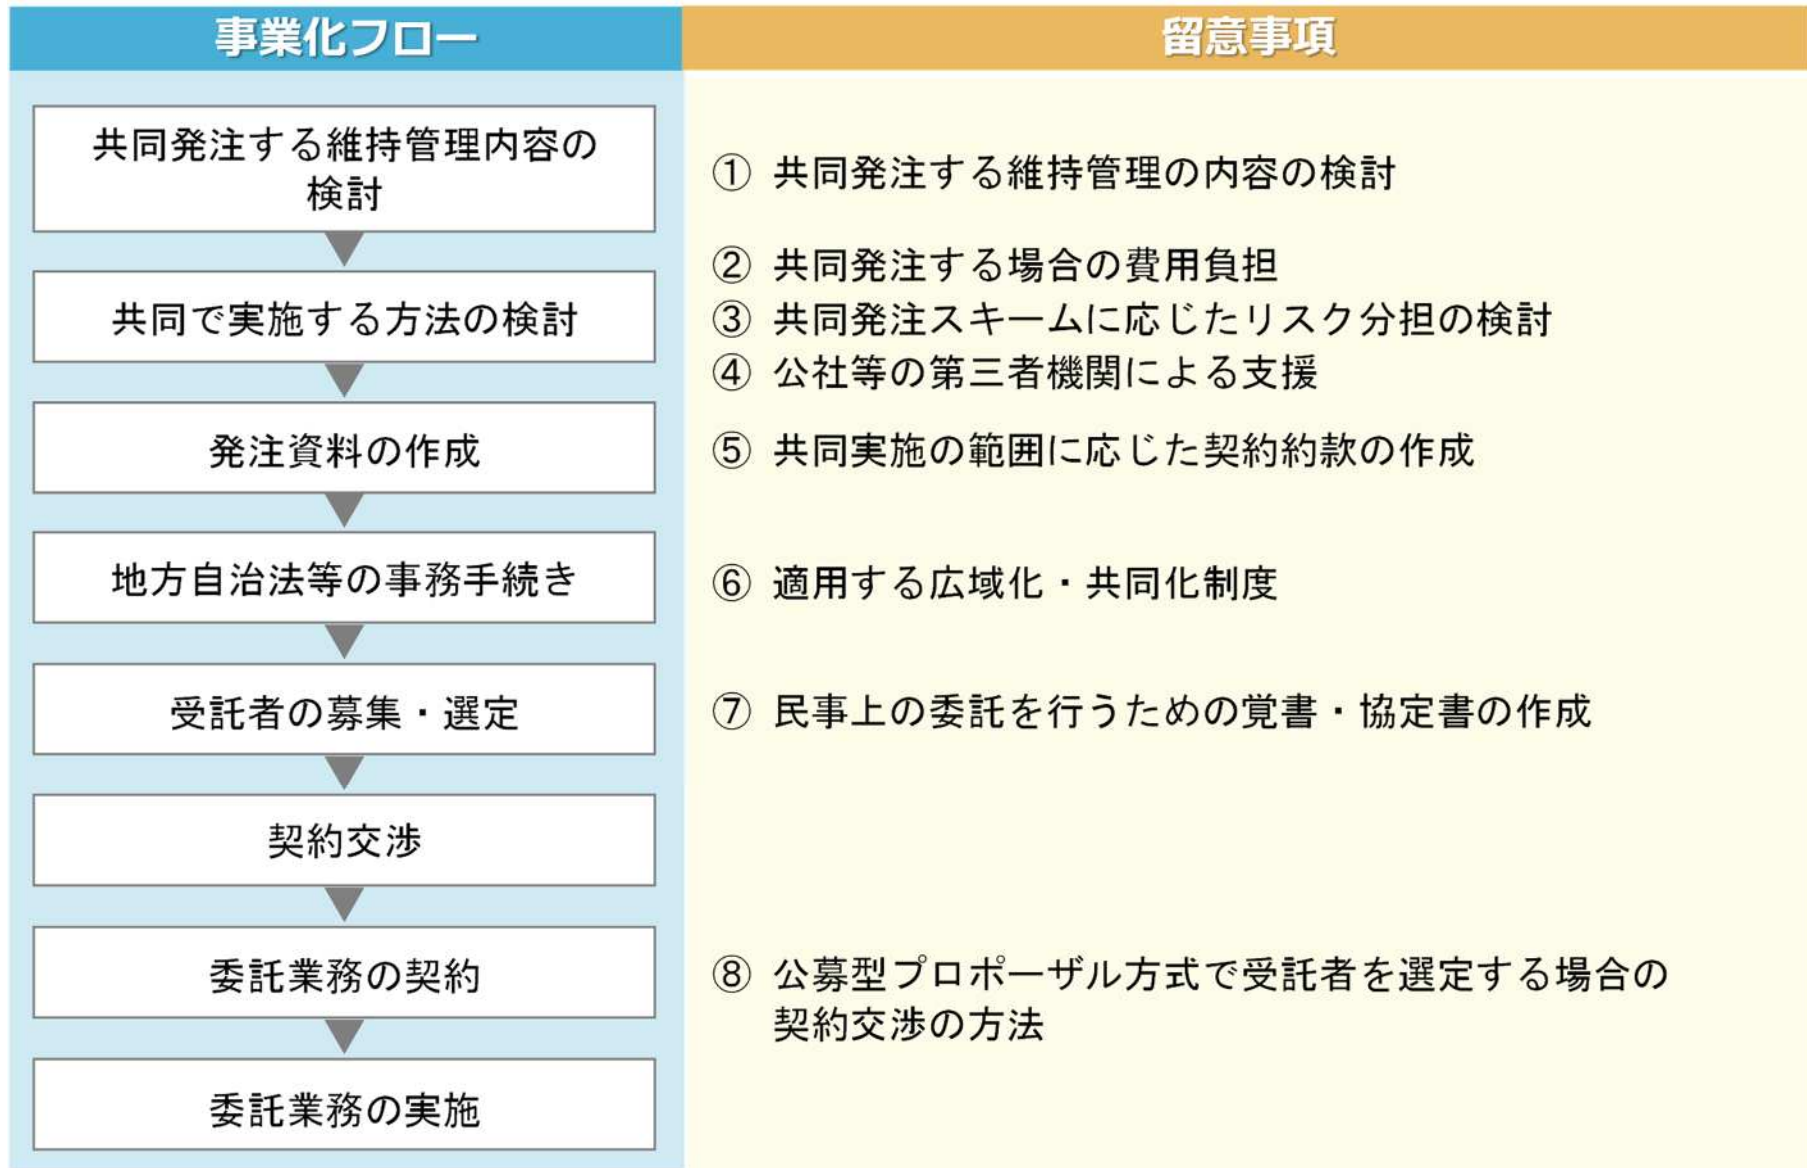 事業化フロー
留意事項
共同発注する維持管理内容の
検討
① 共同発注する維持管理の内容の検討
共同で実施する方法の検討
② 共同発注する場合の費用負担
③ 共同発注スキームに応じたリスク分担の検討
④ 公社等の第三者機関による支援
発注資料の作成
⑤ 共同実施の範囲に応じた契約約款の作成
地方自治法等の事務手続き
⑥ 適用する広域化・共同化制度
受託者の募集・選定
⑦ 民事上の委託を行うための覚書・協定書の作成
契約交渉
委託業務の契約
⑧ 公募型プロポーザル方式で受託者を選定する場合の
契約交渉の方法
委託業務の実施